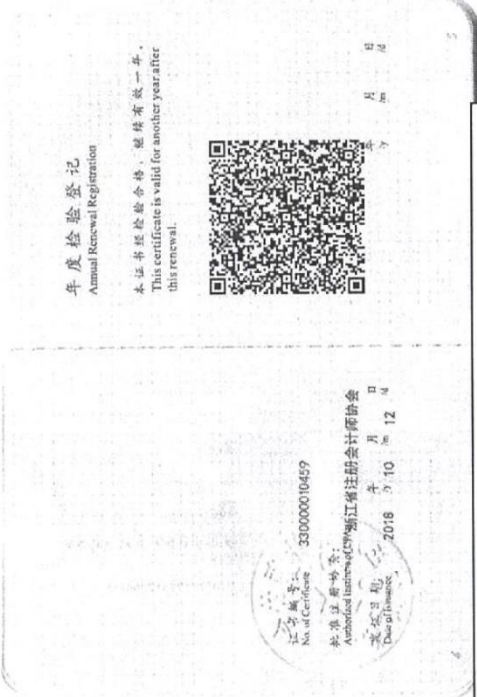 年度检验登记
Annual Renewal Registration
本证书经检验合格，继续有效一年。
This certificate is valid for another year after
this renewal.
年 月 日
/y /m /d
5
证书编号：
No. of Certificate 330000010459
批准注册协会：
Authorized Institute of CPAs 浙江省注册会计师协会
发证日期：
Date of Issuance 2018 年 /y 10 月 /m 12 日 /d